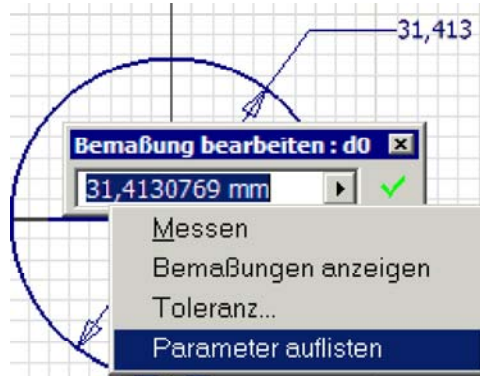 31,413
Bemaßung bearbeiten : d0
31,4130769 mm
Messen
Bemaßungen anzeigen
Toleranz...
Parameter auflisten